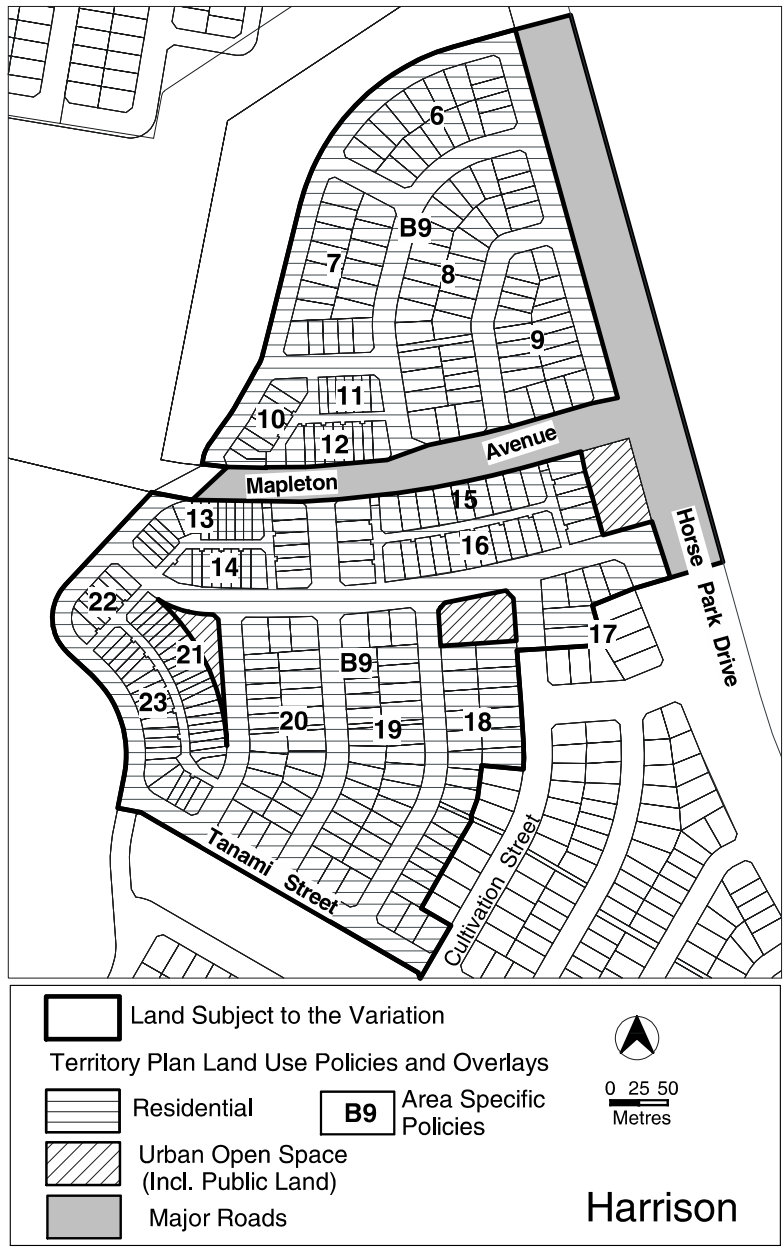 6
B9
7
8
9
11
10
12
Avenue
Mapleton
15
13
16
14
Horse Park Drive
22
17
21
B9
23
20
19
18
Tanami Street
Cultivation Street
Land Subject to the Variation
Territory Plan Land Use Policies and Overlays
Residential
B9
Area Specific
Policies
Urban Open Space
(Incl. Public Land)
Major Roads
0 25 50
Metres
Harrison